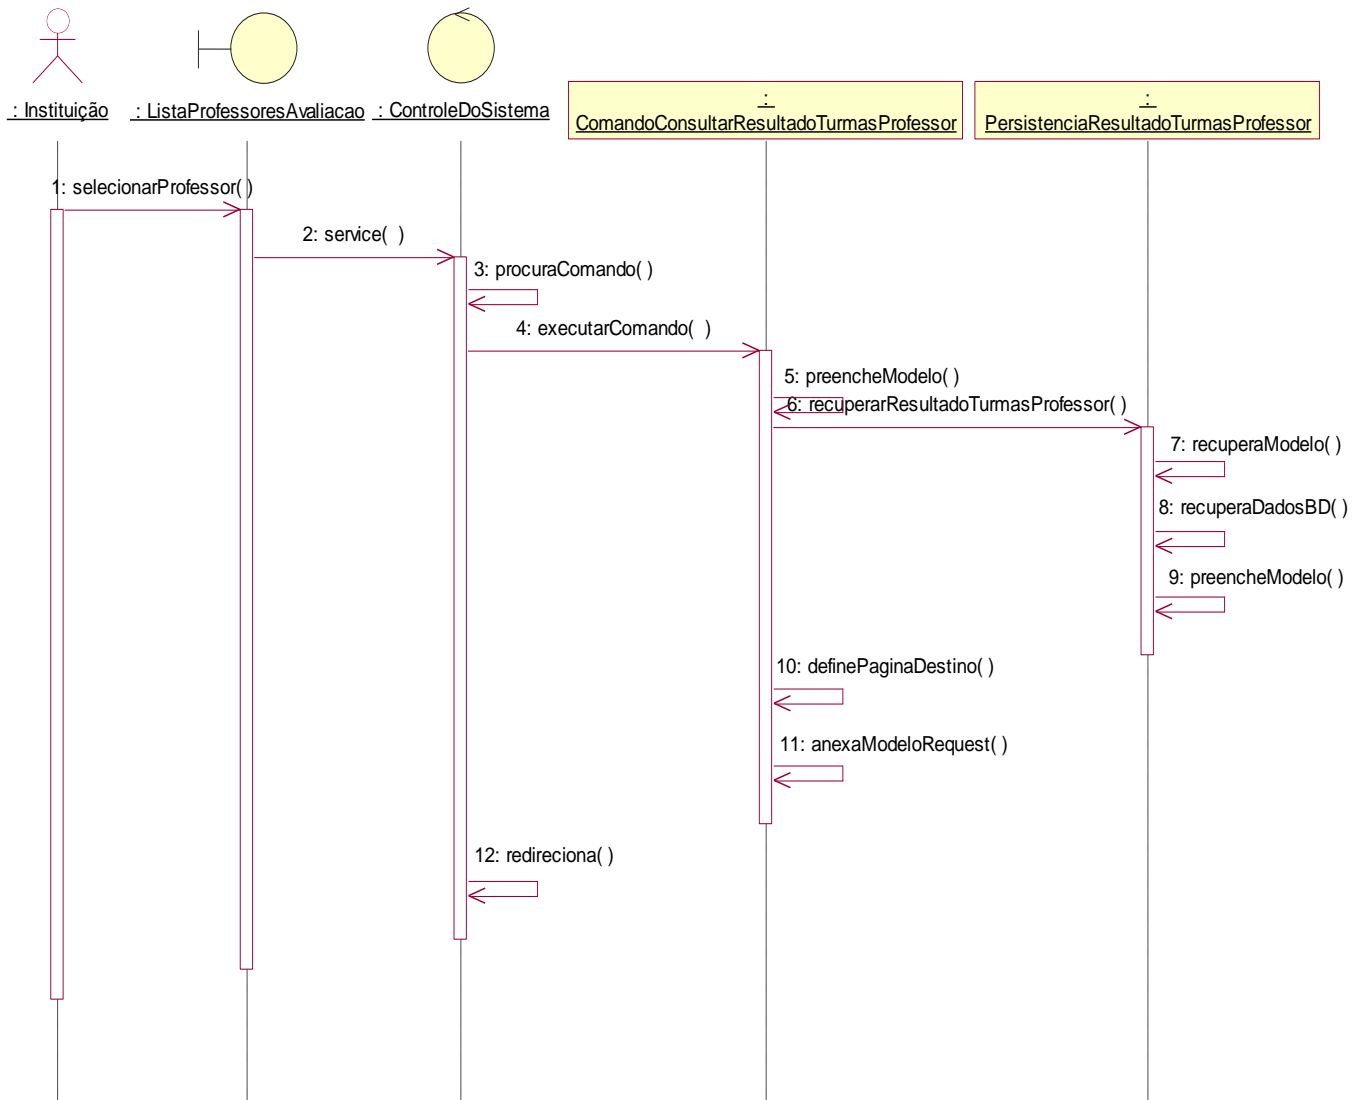 : Instituição
: ListaProfessoresAvaliacao
: ControleDoSistema
:
ComandoConsultarResultadoTurmasProfessor
:
PersistenciaResultadoTurmasProfessor
1: selecionarProfessor( )
2: service(  )
3: procuraComando( )
4: executarComando(  )
5: preencheModelo( )
6: recuperarResultadoTurmasProfessor( )
7: recuperaModelo( )
8: recuperaDadosBD( )
9: preencheModelo( )
10: definePaginaDestino( )
11: anexaModeloRequest( )
12: redireciona( )